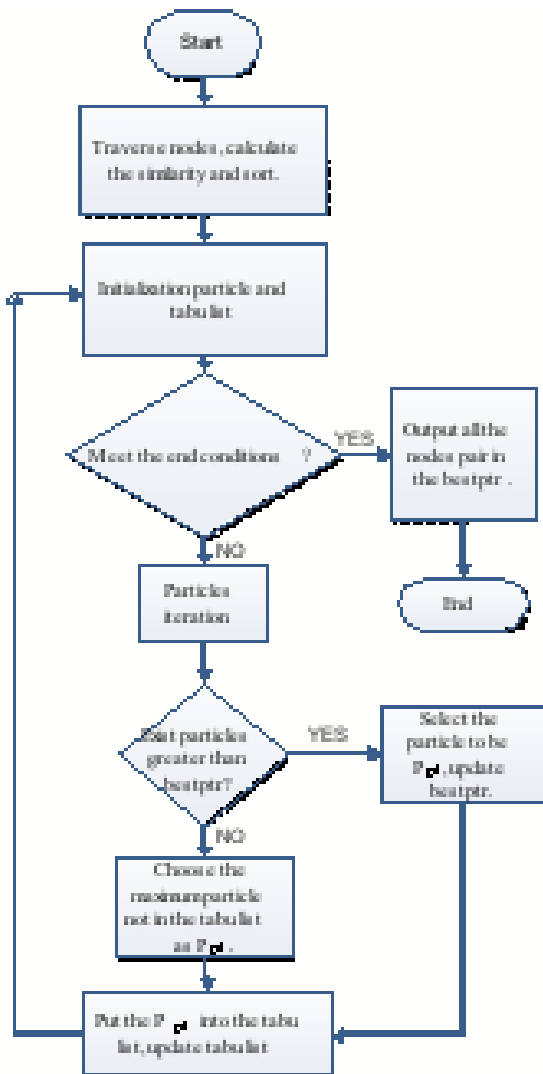 Start
Traverse nodes, calculate
the similarity and sort.
Initialization particle and
tabu list
Meet the end conditions ?
YES
Output all the
nodes pair in
the bestptr .
NO
End
Particles
iteration
Exist particles
greater than
bestptr?
YES
Select the
particle to be
P , update
bestptr.
NO
Choose the
maximum particle
not in the tabu list
as P .
Put the P into the tabu
list, update tabu list